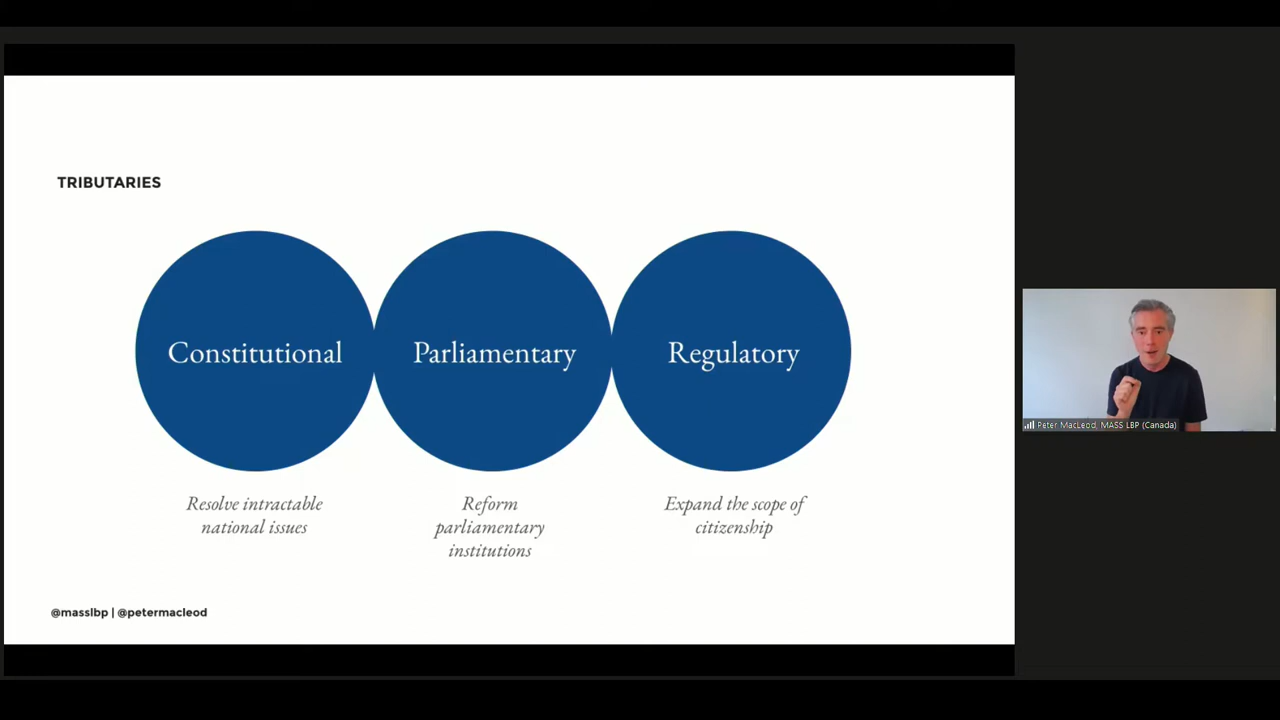 TRIBUTARIES
Constitutional
Parliamentary
Regulatory
Resolve intractable
national issues
Reform
parliamentary
institutions
Expand the scope of
citizenship
@masslbp | @petermacleod
Peter MacLeod, MASS LBP (Canada)